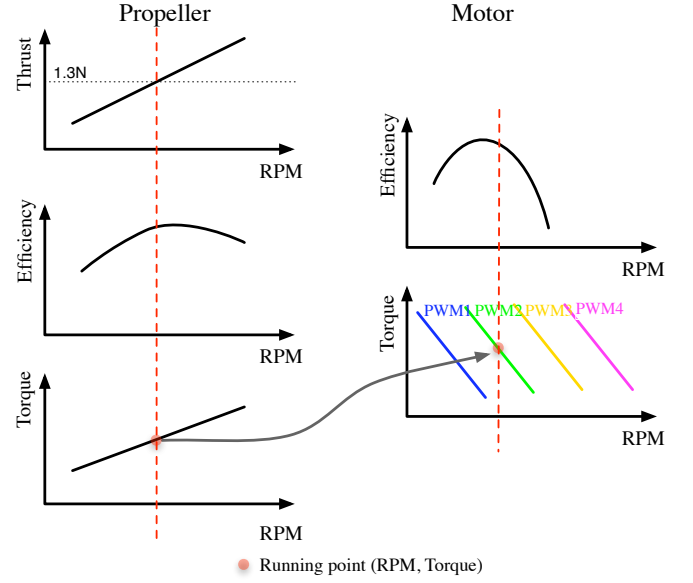 Propeller
Motor
Thrust
1.3N
RPM
Efficiency
RPM
Efficiency
RPM
Torque
PWM1
PWM2
PWM3
PWM4
RPM
Torque
RPM
Running point (RPM, Torque)